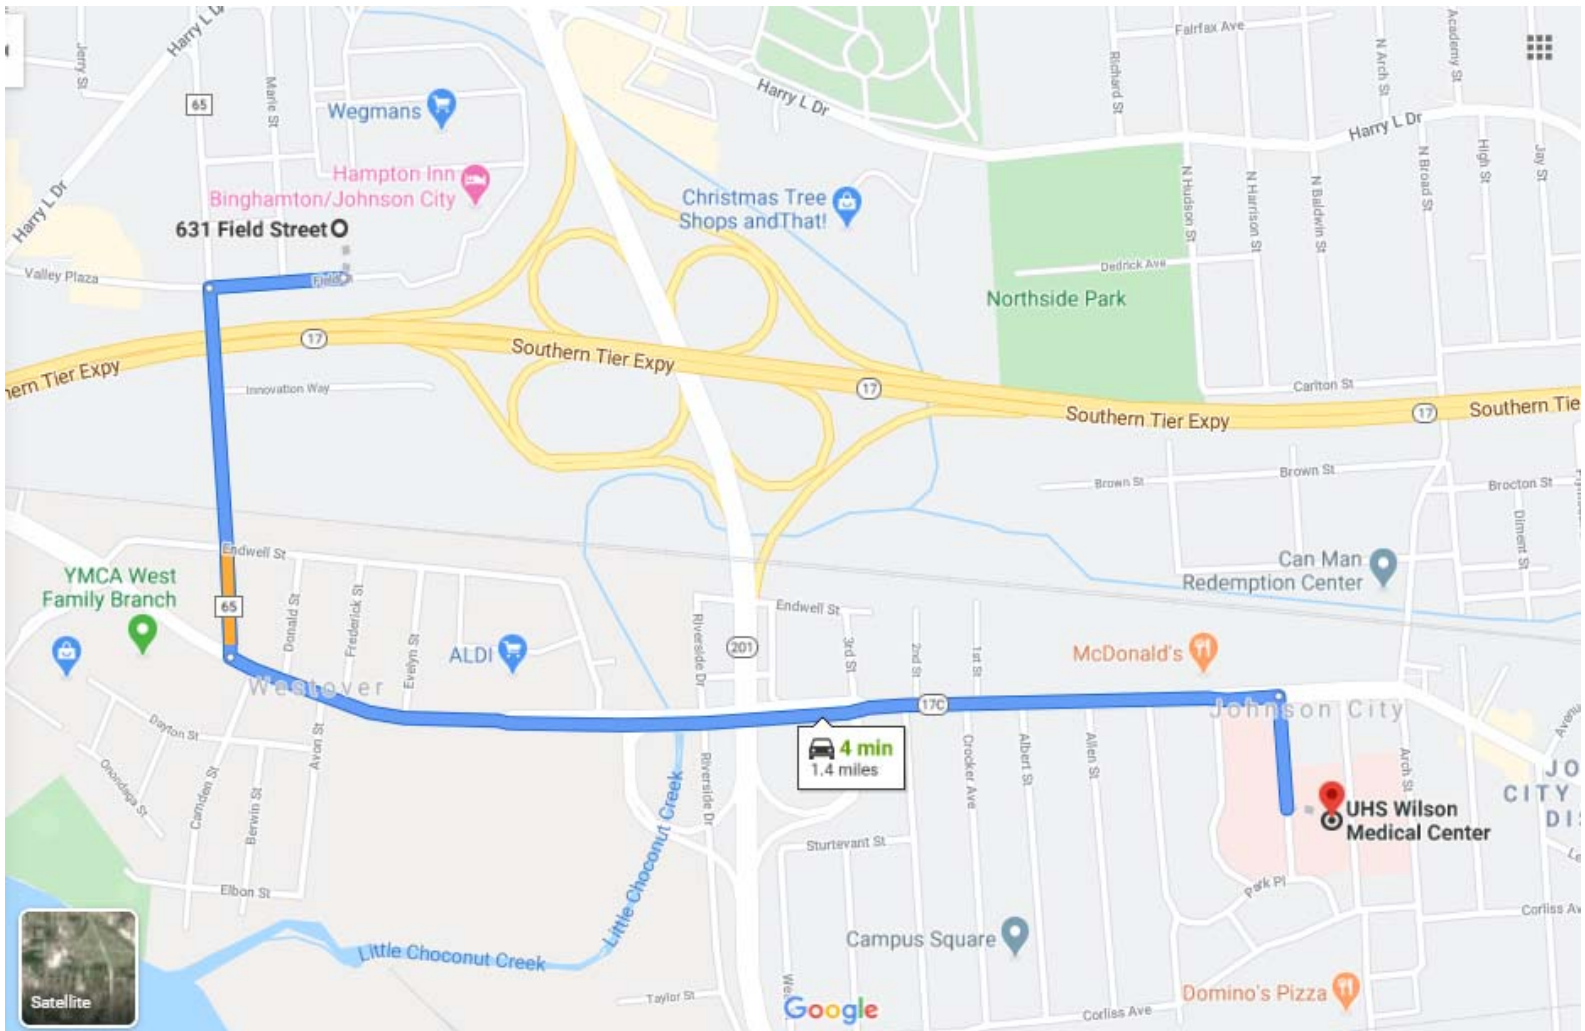 Harry L Dr
Fairfax Ave
Academy St
N Arch St
Jerry St
Marie St
65
Wegmans
Harry L Dr
Richard St
Harry L Dr
Hampton Inn
Binghamton/Johnson City
Christmas Tree
Shops andThat!
N Hudson St
N Harrison St
N Baldwin St
N Broad St
High St
Jay St
Harry L Dr
631 Field Street
Valley Plaza
Field
Dedrick Ave
Northside Park
17
Southern Tier Expy
hern Tier Expy
Innovation Way
17
Carlton St
Southern Tier Expy
17
Southern Tie
Brown St
Brown St
Brocton St
Diment St
Endwell St
YMCA West
Family Branch
65
Donald St
Frederick St
Evelyn St
ALDI
Westover
Riverside Dr
Endwell St
201
3rd St
2nd St
1st St
Can Man
Redemption Center
McDonald's
17C
Johnson City
4 min
1.4 miles
Dayton St
Onondaga St
Camden St
Berwin St
Avon St
Elbon St
Riverside Dr
Crocker Ave
Albert St
Allen St
Arch St
Avenu
JO
CITY
DIS
UHS Wilson
Medical Center
Sturtevant St
Little Choconut Creek
Little Choconut Creek
Park Pl
Le
Corliss Av
Campus Square
Satellite
Taylor St
We
Google
Domino's Pizza
Corliss Ave